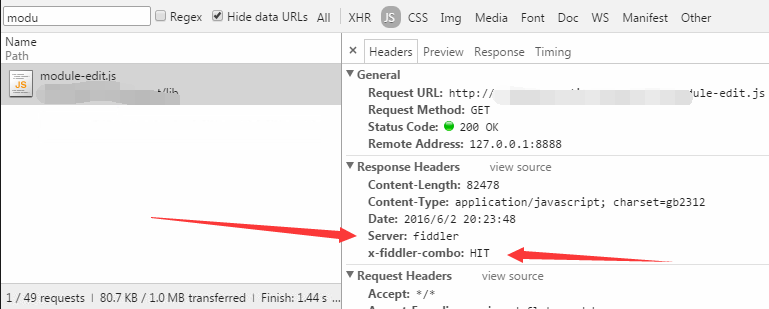 modu
Regex Hide data URLs All XHR JS CSS Img Media Font Doc WS Manifest Other
Name
Path
module-edit.js
JS
t/lib
× Headers Preview Response Timing
General
Request URL: http:// dule-edit.js
Request Method: GET
Status Code: 200 OK
Remote Address: 127.0.0.1:8888
Response Headers view source
Content-Length: 82478
Content-Type: application/javascript; charset=gb2312
Date: 2016/6/2 20:23:48
Server: fiddler
x-fiddler-combo: HIT
Request Headers view source
Accept: */*
1 / 49 requests | 80.7 KB / 1.0 MB transferred | Finish: 1.44 s ...